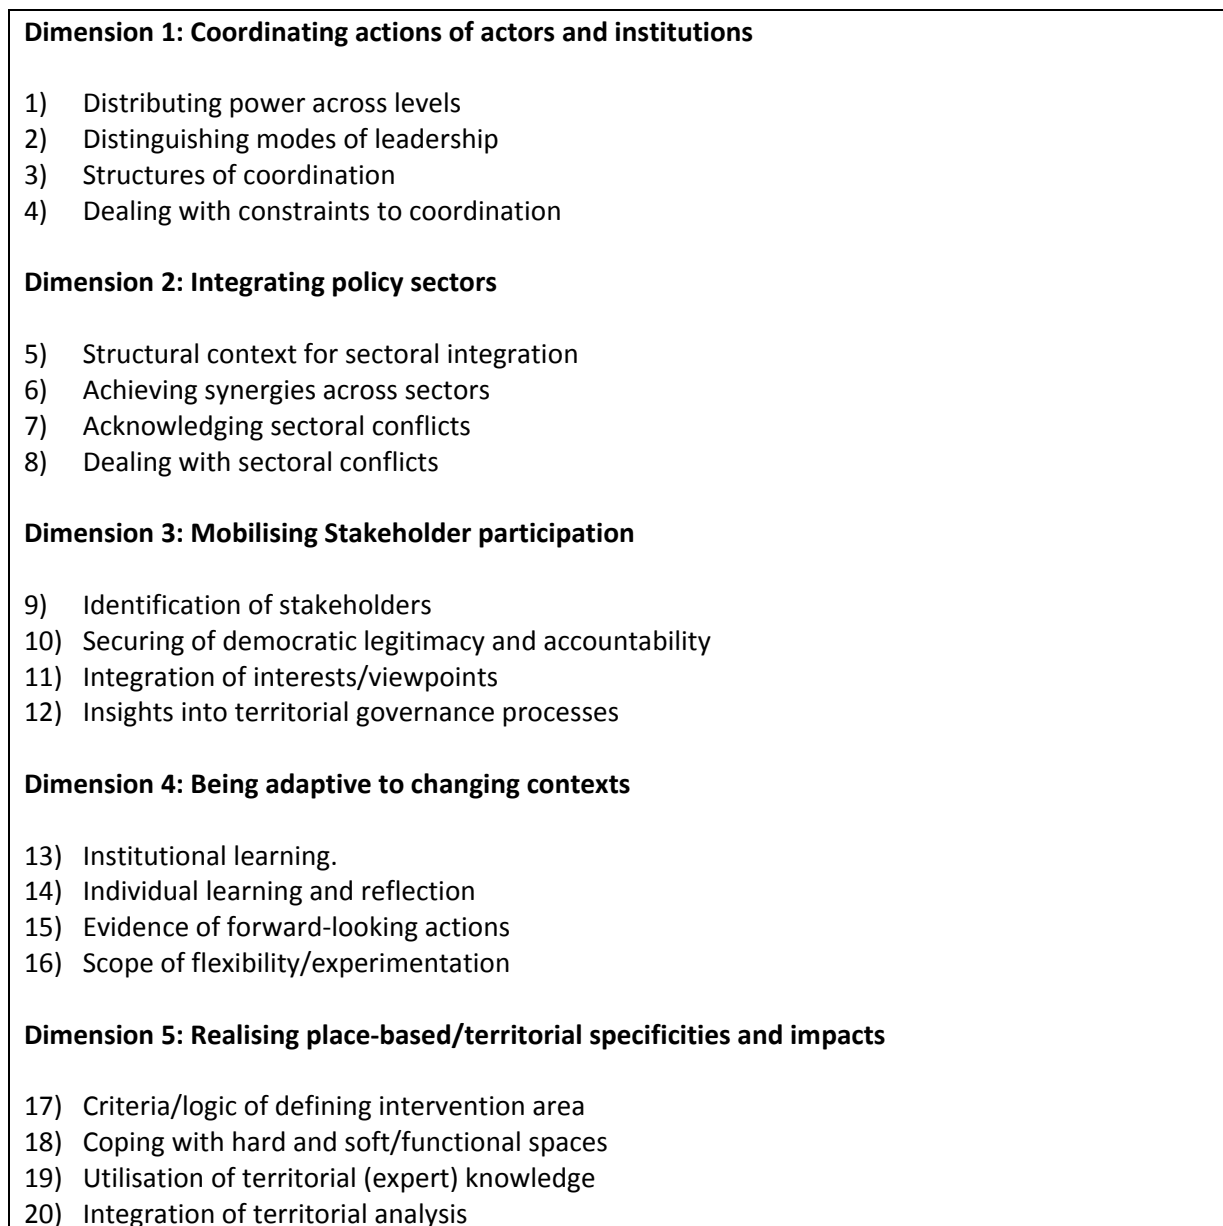 Dimension 1: Coordinating actions of actors and institutions
1) Distributing power across levels
2) Distinguishing modes of leadership
3) Structures of coordination
4) Dealing with constraints to coordination
Dimension 2: Integrating policy sectors
5) Structural context for sectoral integration
6) Achieving synergies across sectors
7) Acknowledging sectoral conflicts
8) Dealing with sectoral conflicts
Dimension 3: Mobilising Stakeholder participation
9) Identification of stakeholders
10) Securing of democratic legitimacy and accountability
11) Integration of interests/viewpoints
12) Insights into territorial governance processes
Dimension 4: Being adaptive to changing contexts
13) Institutional learning.
14) Individual learning and reflection
15) Evidence of forward-looking actions
16) Scope of flexibility/experimentation
Dimension 5: Realising place-based/territorial specificities and impacts
17) Criteria/logic of defining intervention area
18) Coping with hard and soft/functional spaces
19) Utilisation of territorial (expert) knowledge
20) Integration of territorial analysis